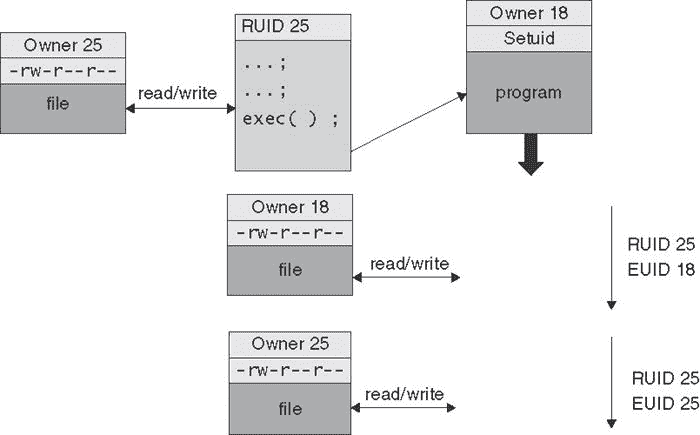 Owner 25
-rw-r--r--
file
read/write
RUID 25
...;
...;
exec( ) ;
Owner 18
Setuid
program
Owner 18
-rw-r--r--
file
read/write
RUID 25
EUID 18
Owner 25
-rw-r--r--
file
read/write
RUID 25
EUID 25